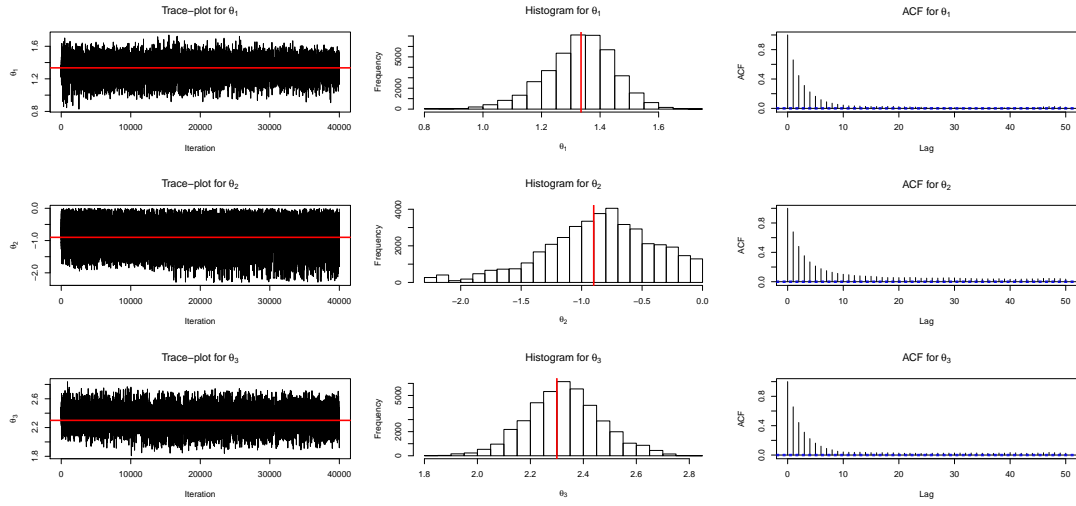 Trace−plot for θ1
Histogram for θ1
ACF for θ1
θ1
0.8 1.2 1.6
0 10000 20000 30000 40000
Iteration
Frequency
0 2000 5000
0.8 1.0 1.2 1.4 1.6
θ1
ACF
0.0 0.4 0.8
0 10 20 30 40 50
Lag
Trace−plot for θ2
Histogram for θ2
ACF for θ2
θ2
−2.0 −1.0 0.0
0 10000 20000 30000 40000
Iteration
Frequency
0 2000 4000
−2.0 −1.5 −1.0 −0.5 0.0
θ2
ACF
0.0 0.4 0.8
0 10 20 30 40 50
Lag
Trace−plot for θ3
Histogram for θ3
ACF for θ3
θ3
1.8 2.2 2.6
0 10000 20000 30000 40000
Iteration
Frequency
0 2000 5000
1.8 2.0 2.2 2.4 2.6 2.8
θ3
ACF
0.0 0.4 0.8
0 10 20 30 40 50
Lag